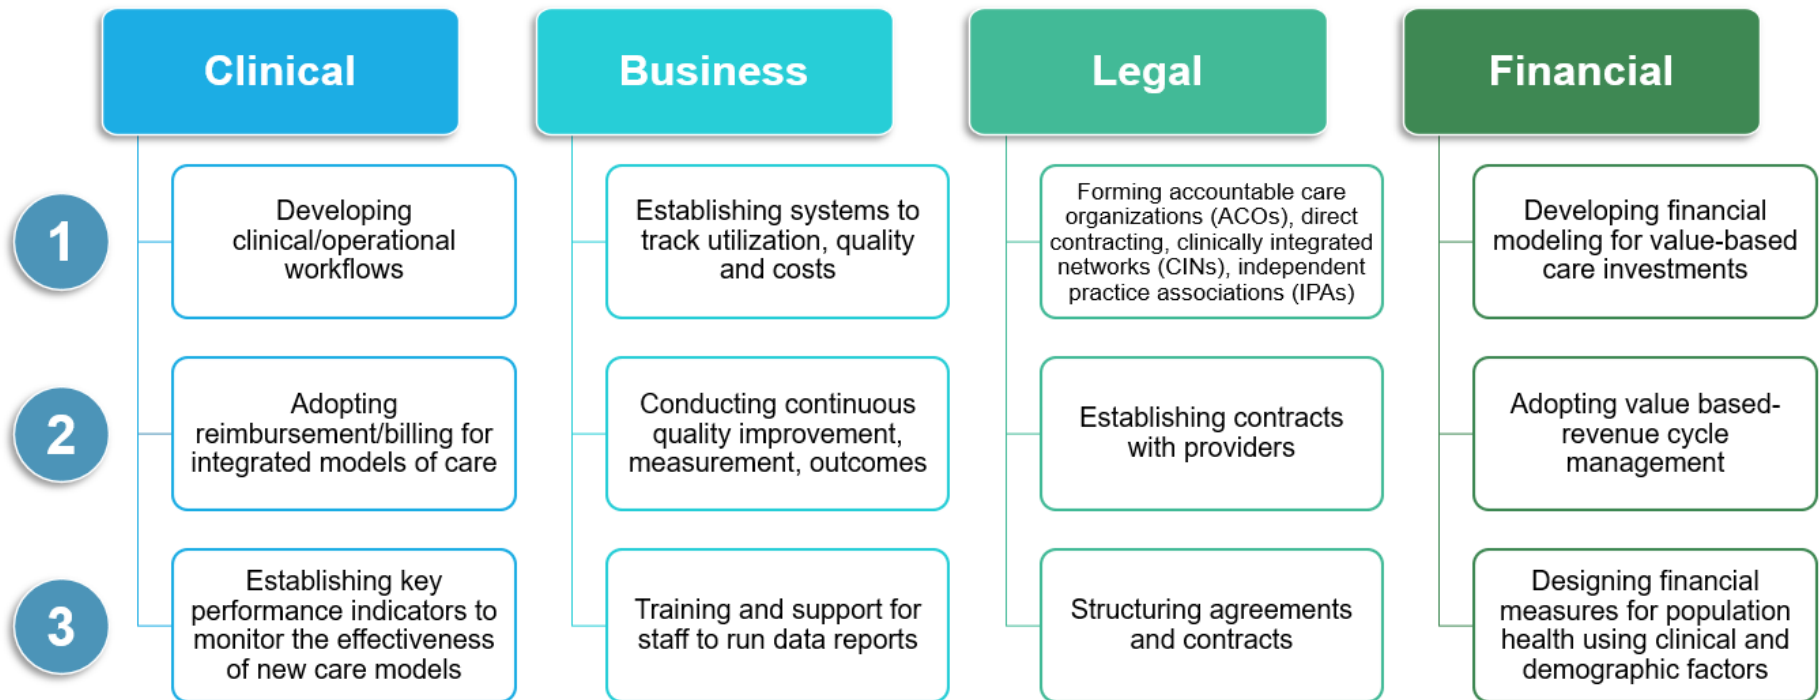 Clinical
Business
Legal
Financial
1
Developing
clinical/operational
workflows
Establishing systems to
track utilization, quality
and costs
Forming accountable care
organizations (ACOs), direct
contracting, clinically integrated
networks (CINs), independent
practice associations (IPAs)
Developing financial
modeling for value-based
care investments
2
Adopting
reimbursement/billing for
integrated models of care
Conducting continuous
quality improvement,
measurement, outcomes
Establishing contracts
with providers
Adopting value based-
revenue cycle
management
3
Establishing key
performance indicators to
monitor the effectiveness
of new care models
Training and support for
staff to run data reports
Structuring agreements
and contracts
Designing financial
measures for population
health using clinical and
demographic factors